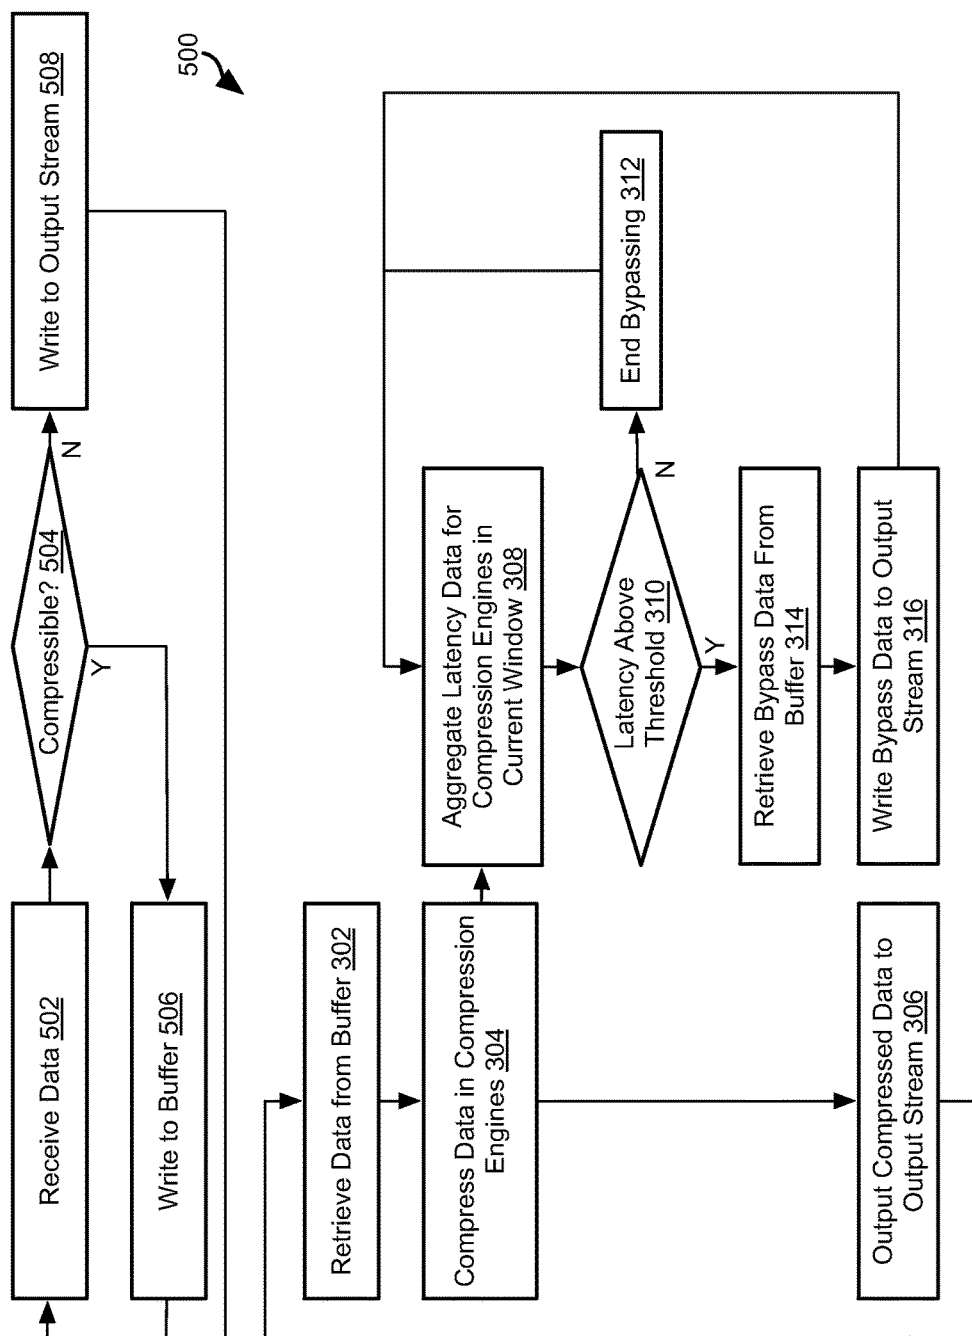 500
Receive Data 502
Compressible? 504
N
Y
Write to Output Stream 508
Write to Buffer 506
Retrieve Data from Buffer 302
Compress Data in Compression
Engines 304
Aggregate Latency Data for
Compression Engines in
Current Window 308
Latency Above
Threshold 310
N
Y
End Bypassing 312
Retrieve Bypass Data From
Buffer 314
Write Bypass Data to Output
Stream 316
Output Compressed Data to
Output Stream 306